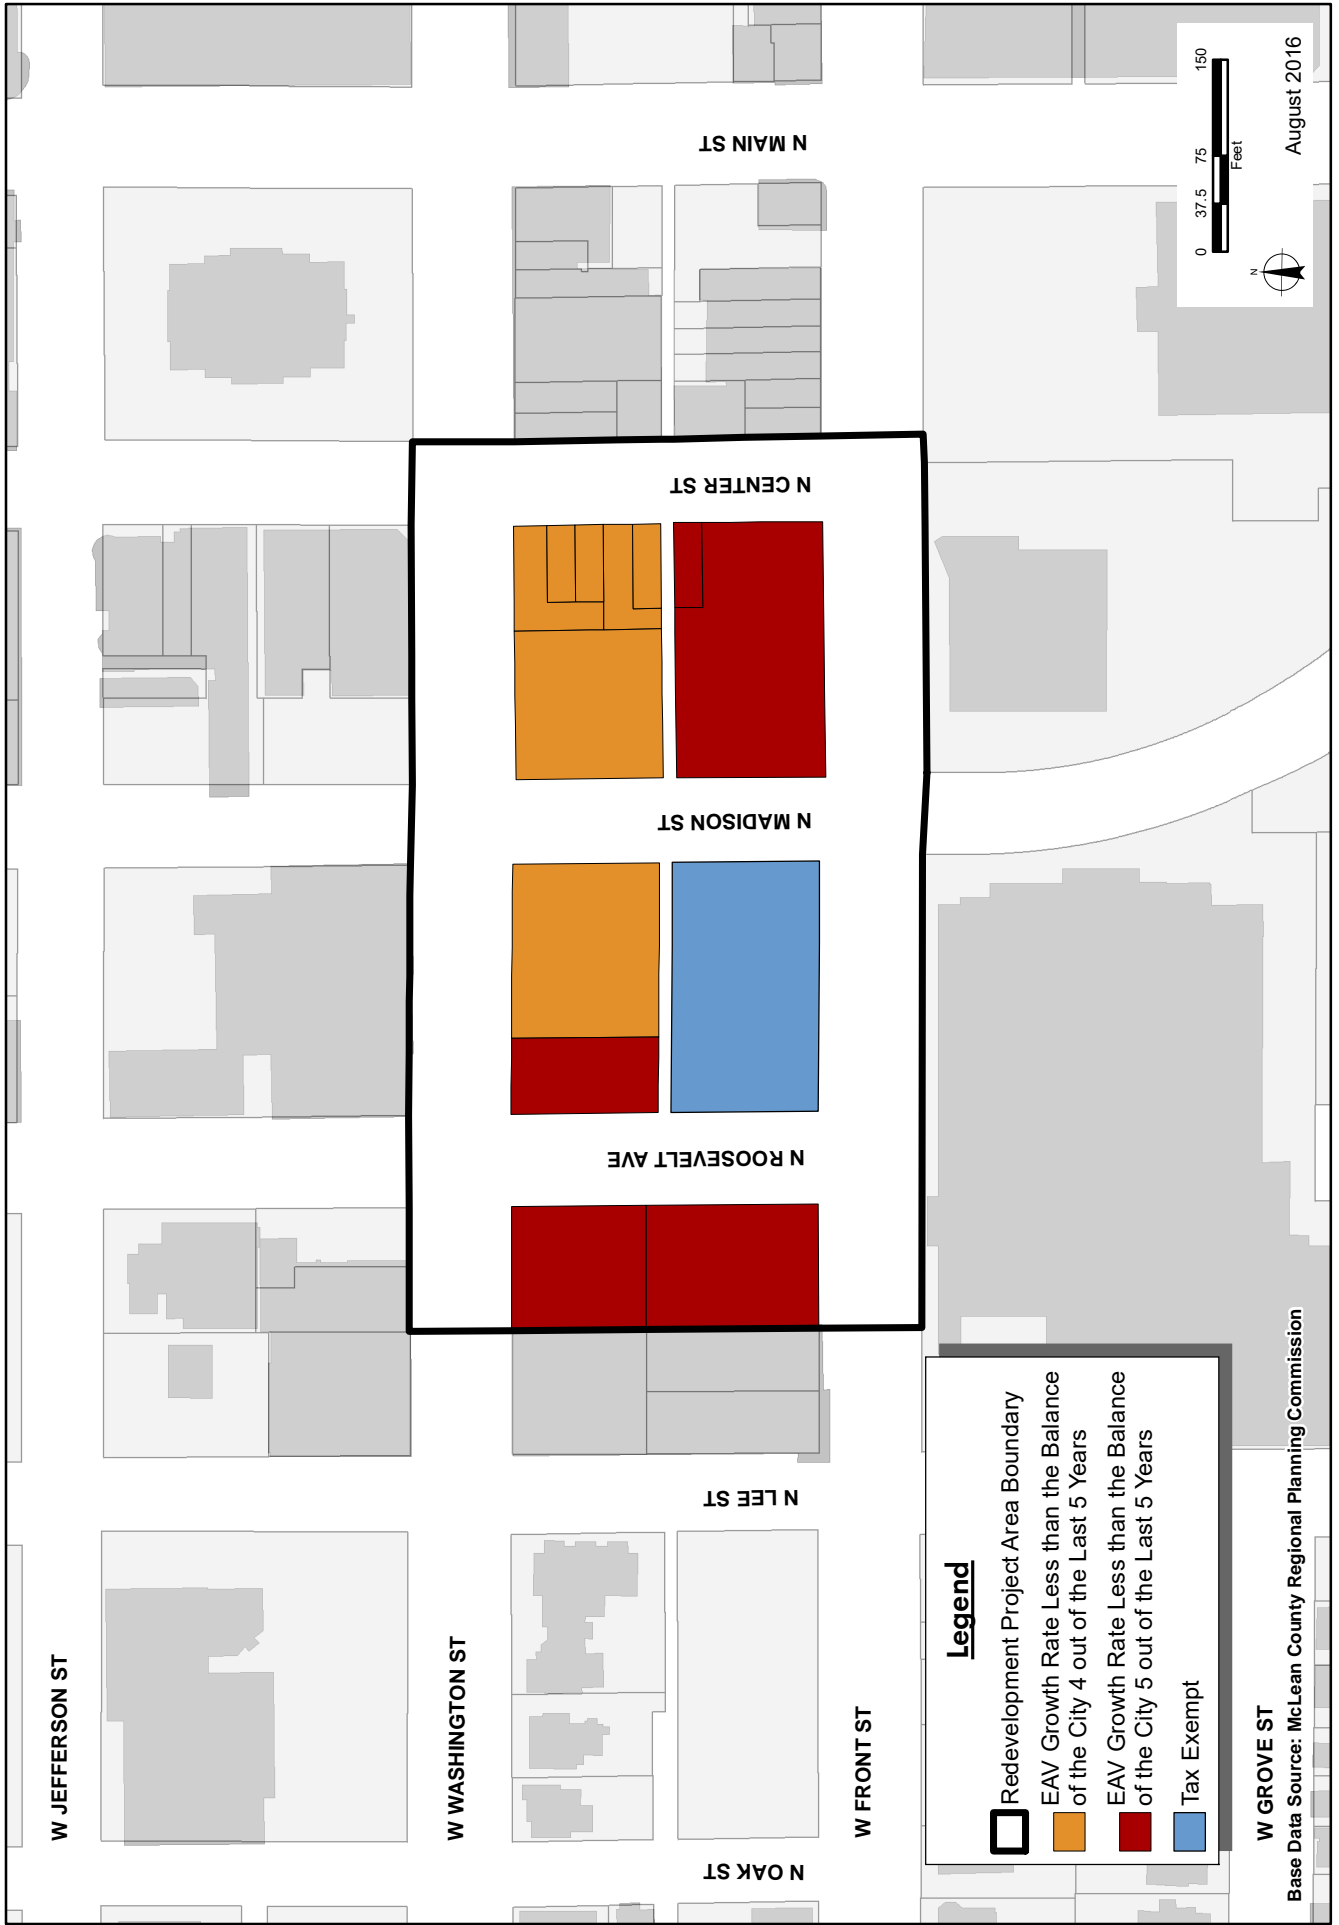 W JEFFERSON ST
W WASHINGTON ST
W FRONT ST
W GROVE ST
N OAK ST
N LEE ST
N ROOSEVELT AVE
N MADISON ST
N CENTER ST
N MAIN ST
Legend
Redevelopment Project Area Boundary
EAV Growth Rate Less than the Balance
of the City 4 out of the Last 5 Years
EAV Growth Rate Less than the Balance
of the City 5 out of the Last 5 Years
Tax Exempt
Base Data Source: McLean County Regional Planning Commission
N
0 37.5 75 150
Feet
August 2016